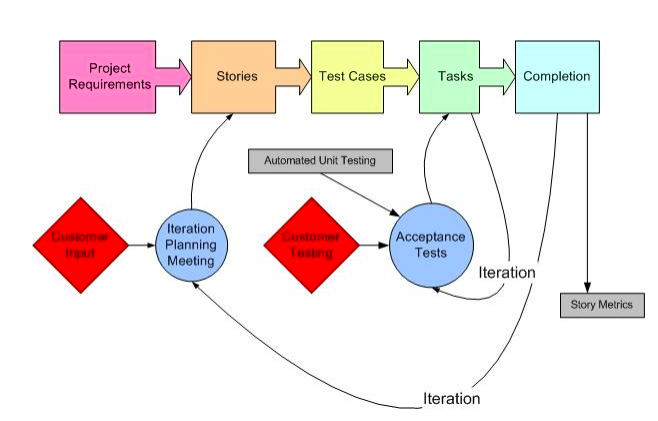 Project
Requirements
Stories
Test Cases
Tasks
Completion
Automated Unit Testing
Customer
Input
Iteration
Planning
Meeting
Customer
Testing
Acceptance
Tests
Iteration
Story Metrics
Iteration